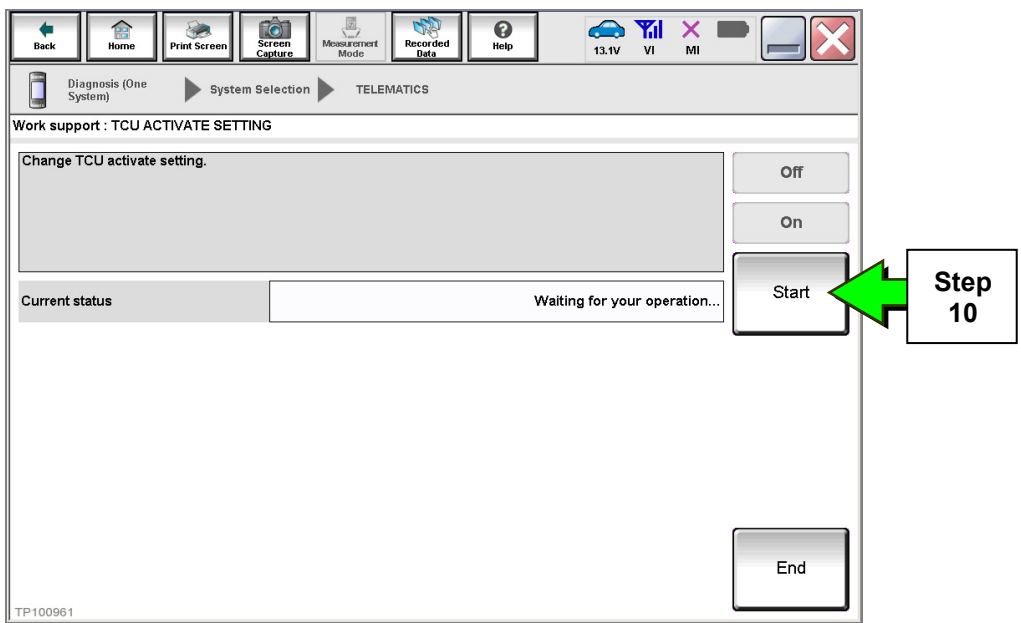 Back
Home
Print Screen
Screen
Capture
Measurement
Mode
Recorded
Data
Help
13.1V
VI
MI
Diagnosis (One
System)
System Selection
TELEMATICS
Work support : TCU ACTIVATE SETTING
Change TCU activate setting.
Off
On
Current status
Waiting for your operation...
Start
Step
10
End
TP100961